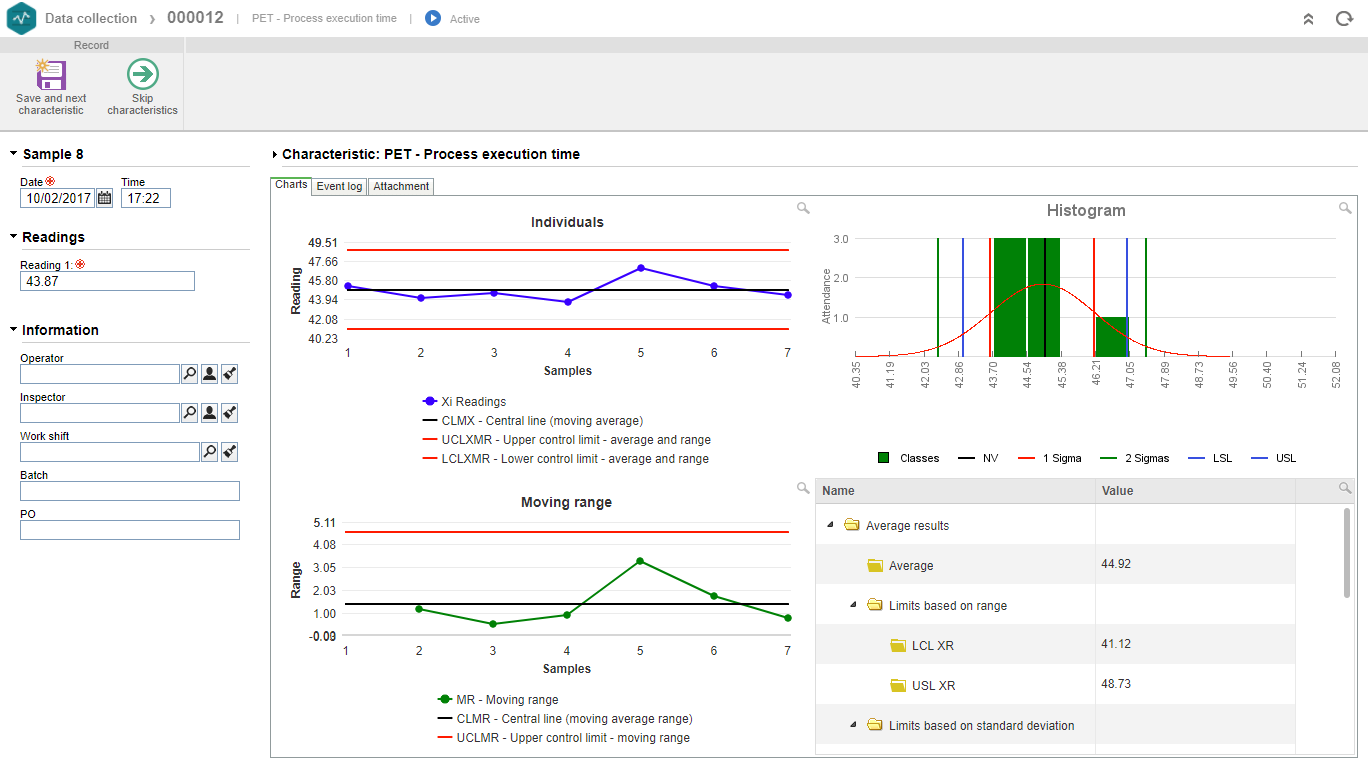 Data collection › 000012 | PET - Process execution time | Active
Record
Save and next characteristic
Skip characteristics
Sample 8
Date
Time
10/02/2017
17:22
Readings
Reading 1:
43.87
Information
Operator
Inspector
Work shift
Batch
PO
Characteristic: PET - Process execution time
Charts
Event log
Attachment
Individuals
Reading
49.51
47.66
45.80
43.94
42.08
40.23
1 2 3 4 5 6 7
Samples
Xi Readings
CLMX - Central line (moving average)
UCLXMR - Upper control limit - average and range
LCLXMR - Lower control limit - average and range
Moving range
Range
5.11
4.08
3.05
2.03
1.00
1 2 3 4 5 6 7
Samples
MR - Moving range
CLMR - Central line (moving average range)
UCLMR - Upper control limit - moving range
Histogram
Attendance
3.0
2.0
1.0
40.35 41.19 42.03 42.86 43.70 44.54 45.38 46.21 47.05 47.89 48.73 49.56 50.40 51.24 52.08
Classes NV 1 Sigma 2 Sigmas LSL USL
Name Value
Average results
Average 44.92
Limits based on range
LCL XR 41.12
USL XR 48.73
Limits based on standard deviation